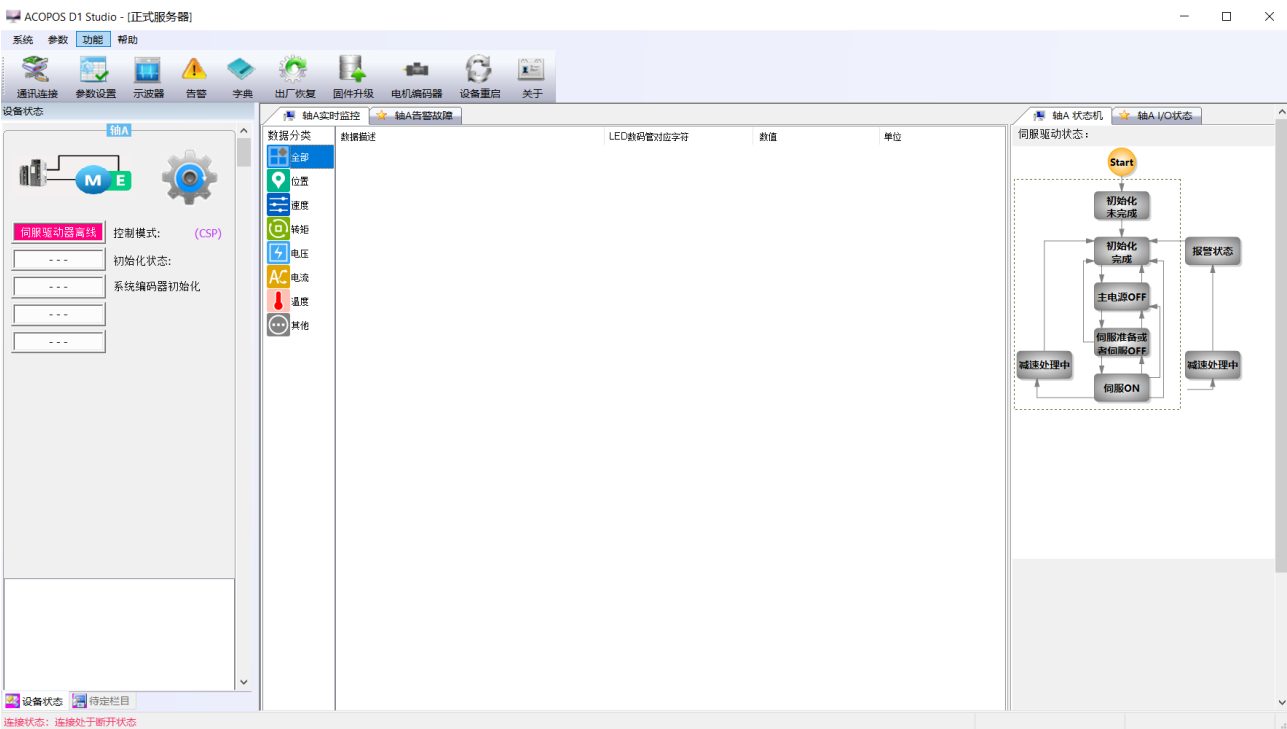 ACOPOS D1 Studio - [正式服务器]
系统 参数 功能 帮助
通讯连接 参数设置 示波器 告警 字典 出厂恢复 固件升级 电机编码器 设备重启 关于
设备状态
轴A
M E
伺服驱动器离线 控制模式: (CSP)
- - - 初始化状态:
- - - 系统编码器初始化
- - -
- - -
设备状态 待定栏目
轴A实时监控 轴A告警故障
数据分类 数据描述 LED数码管对应字符 数值 单位
全部
位置
速度
转矩
电压
AC 电流
温度
其他
轴A 状态机 轴A I/O状态
伺服驱动状态：
Start
初始化
未完成
初始化
完成
报警状态
主电源OFF
伺服准备或
者伺服OFF
减速处理中
减速处理中
伺服ON
连接状态：连接处于断开状态